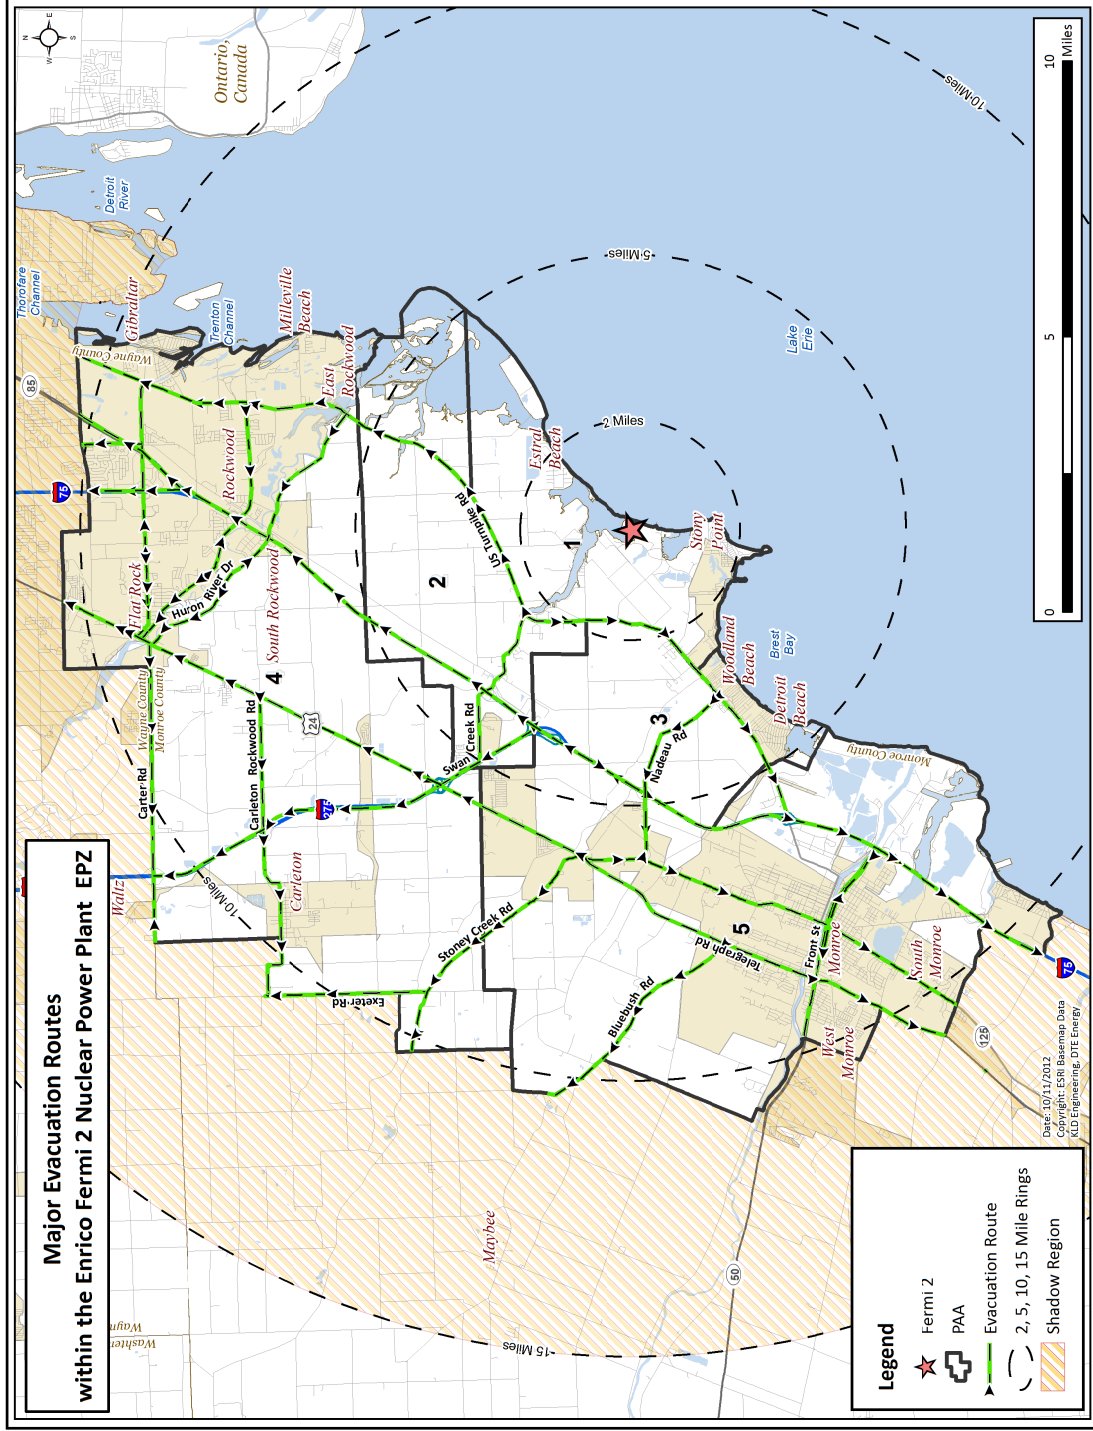 Major Evacuation Routes
within the Enrico Fermi 2 Nuclear Power Plant EPZ
N
E
S
W
Ontario,
Canada
Detroit
River
Thorofare
Channel
Gibraltar
Trenton
Channel
Milleville
Beach
East
Rockwood
Wayne County
85
75
Rockwood
Flat Rock
Huron River Dr
South Rockwood
4
24
Wayne County
Monroe County
Carter Rd
Carleton Rockwood Rd
275
Waltz
Carleton
10 Miles
Exeter Rd
Swan Creek Rd
Stoney Creek Rd
2
US Turnpike Rd
1
Estral
Beach
2 Miles
5 Miles
10 Miles
Lake
Erie
Stony
Point
Woodland
Beach
Brest
Bay
Detroit
Beach
3
Nadeau Rd
Monroe County
5
Telegraph Rd
Bluebush Rd
Front St
Monroe
South
Monroe
West
Monroe
75
125
50
Maybee
15 Miles
0
5
10
Miles
Date: 10/11/2012
Copyright: ESRI Basemap Data
KLD Engineering, DTE Energy
Legend
Fermi 2
PAA
Evacuation Route
2, 5, 10, 15 Mile Rings
Shadow Region